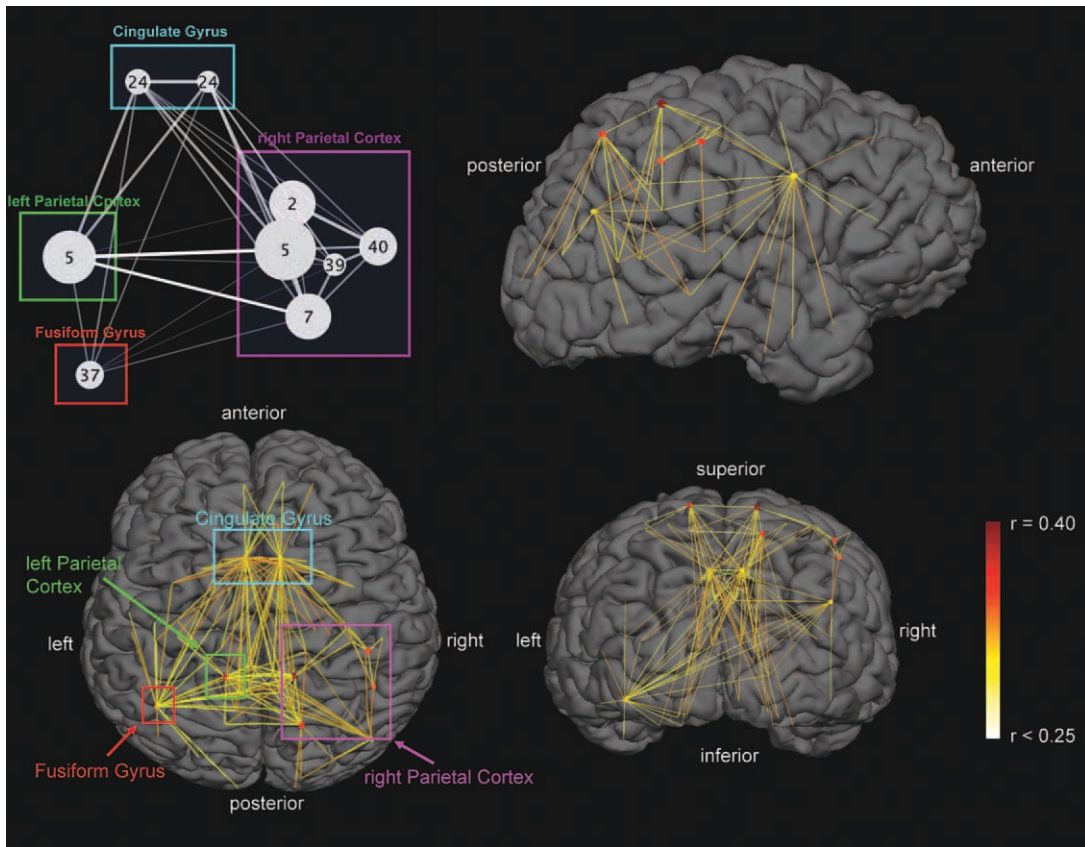 Cingulate Gyrus
24
24
right Parietal Cortex
2
left Parietal Cortex
5
5
40
39
7
Fusiform Gyrus
37
posterior
anterior
anterior
Cingulate Gyrus
left Parietal
Cortex
left
right
Fusiform Gyrus
right Parietal Cortex
posterior
superior
left
right
inferior
r = 0.40
r < 0.25